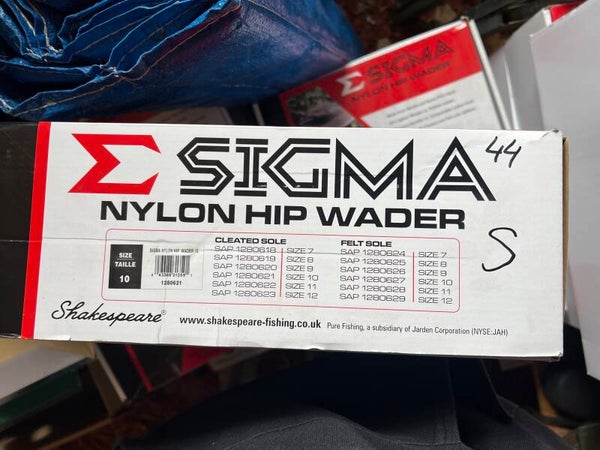 SIGMA
NYLON HIP WADER
Σ SIGMA
44
NYLON HIP WADER
S
SIZE
TAILLE
10
SIGMA NYLON HIP WADER 10
1280621
CLEATED SOLE
SAP 1280618 SIZE 7
SAP 1280619 SIZE 8
SAP 1280620 SIZE 9
SAP 1280621 SIZE 10
SAP 1280622 SIZE 11
SAP 1280623 SIZE 12
FELT SOLE
SAP 1280624 SIZE 7
SAP 1280625 SIZE 8
SAP 1280626 SIZE 9
SAP 1280627 SIZE 10
SAP 1280628 SIZE 11
SAP 1280629 SIZE 12
Shakespeare®
www.shakespeare-fishing.co.uk Pure Fishing, a subsidiary of Jarden Corporation (NYSE:JAH)